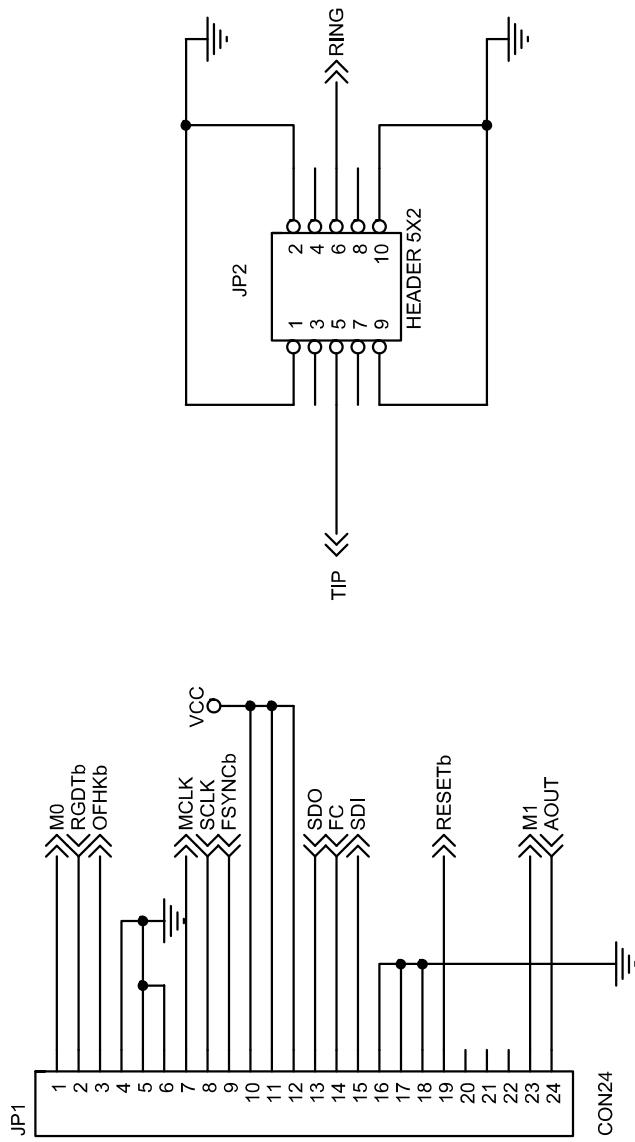 RING
JP2
2
4
6
8
10
1
3
5
7
9
HEADER 5X2
TIP
VCC
JP1
1
2
3
4
5
6
7
8
9
10
11
12
13
14
15
16
17
18
19
20
21
22
23
24
M0
RGDTb
OFHKb
MCLK
SCLK
FSYNCb
SDO
FC
SDI
RESETb
M1
AOUT
CON24